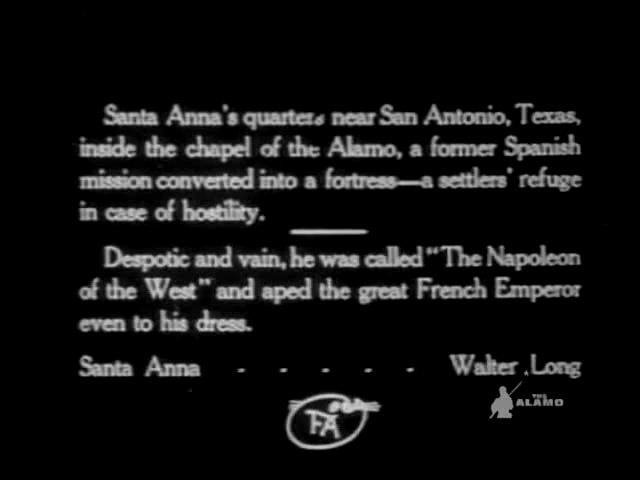 Santa Anna's quarters near San Antonio, Texas,
inside the chapel of the Alamo, a former Spanish
mission converted into a fortress—a settlers' refuge
in case of hostility.
Despotic and vain, he was called "The Napoleon
of the West" and aped the great French Emperor
even to his dress.
Santa Anna - - - - - Walter Long
FA
THE
ALAMO